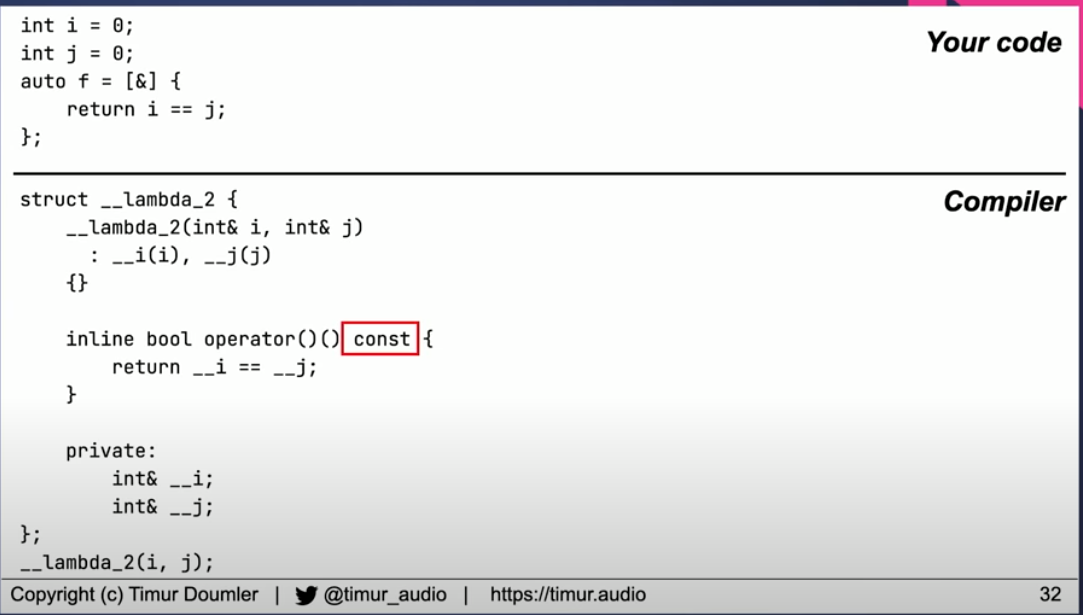 int i = 0;
int j = 0;
auto f = [&] {
    return i == j;
};
Your code
struct __lambda_2 {
    __lambda_2(int& i, int& j)
      : __i(i), __j(j)
    {}
    inline bool operator()() const {
        return __i == __j;
    }
    private:
        int& __i;
        int& __j;
};
__lambda_2(i, j);
Compiler
Copyright (c) Timur Doumler | @timur_audio | https://timur.audio 32